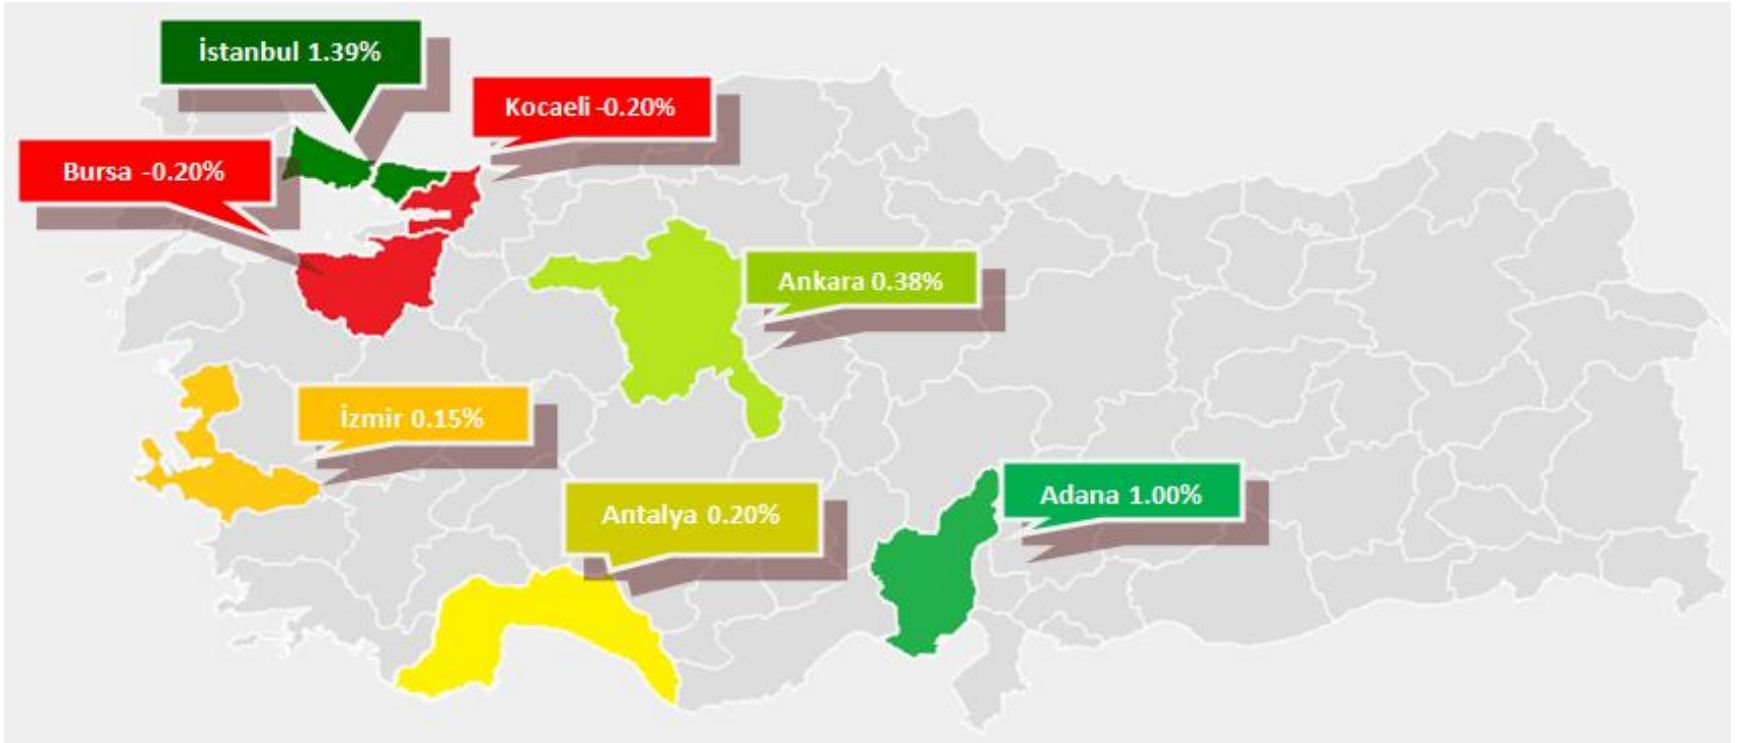 İstanbul 1.39%
Kocaeli -0.20%
Bursa -0.20%
Ankara 0.38%
İzmir 0.15%
Antalya 0.20%
Adana 1.00%